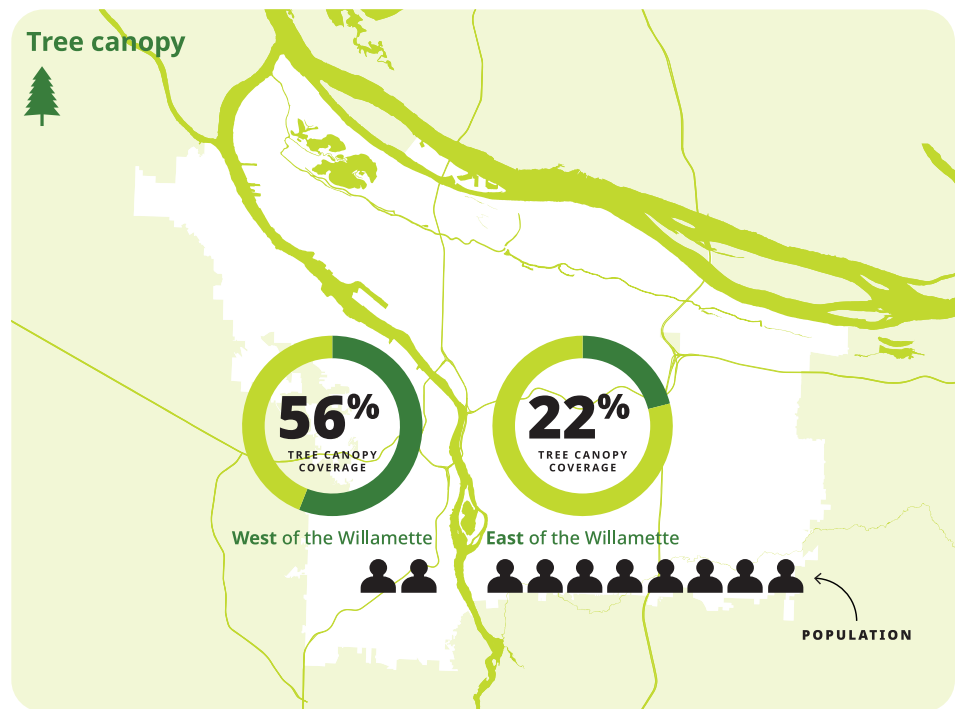 Tree canopy
56%
TREE CANOPY
COVERAGE
West of the Willamette
22%
TREE CANOPY
COVERAGE
East of the Willamette
POPULATION